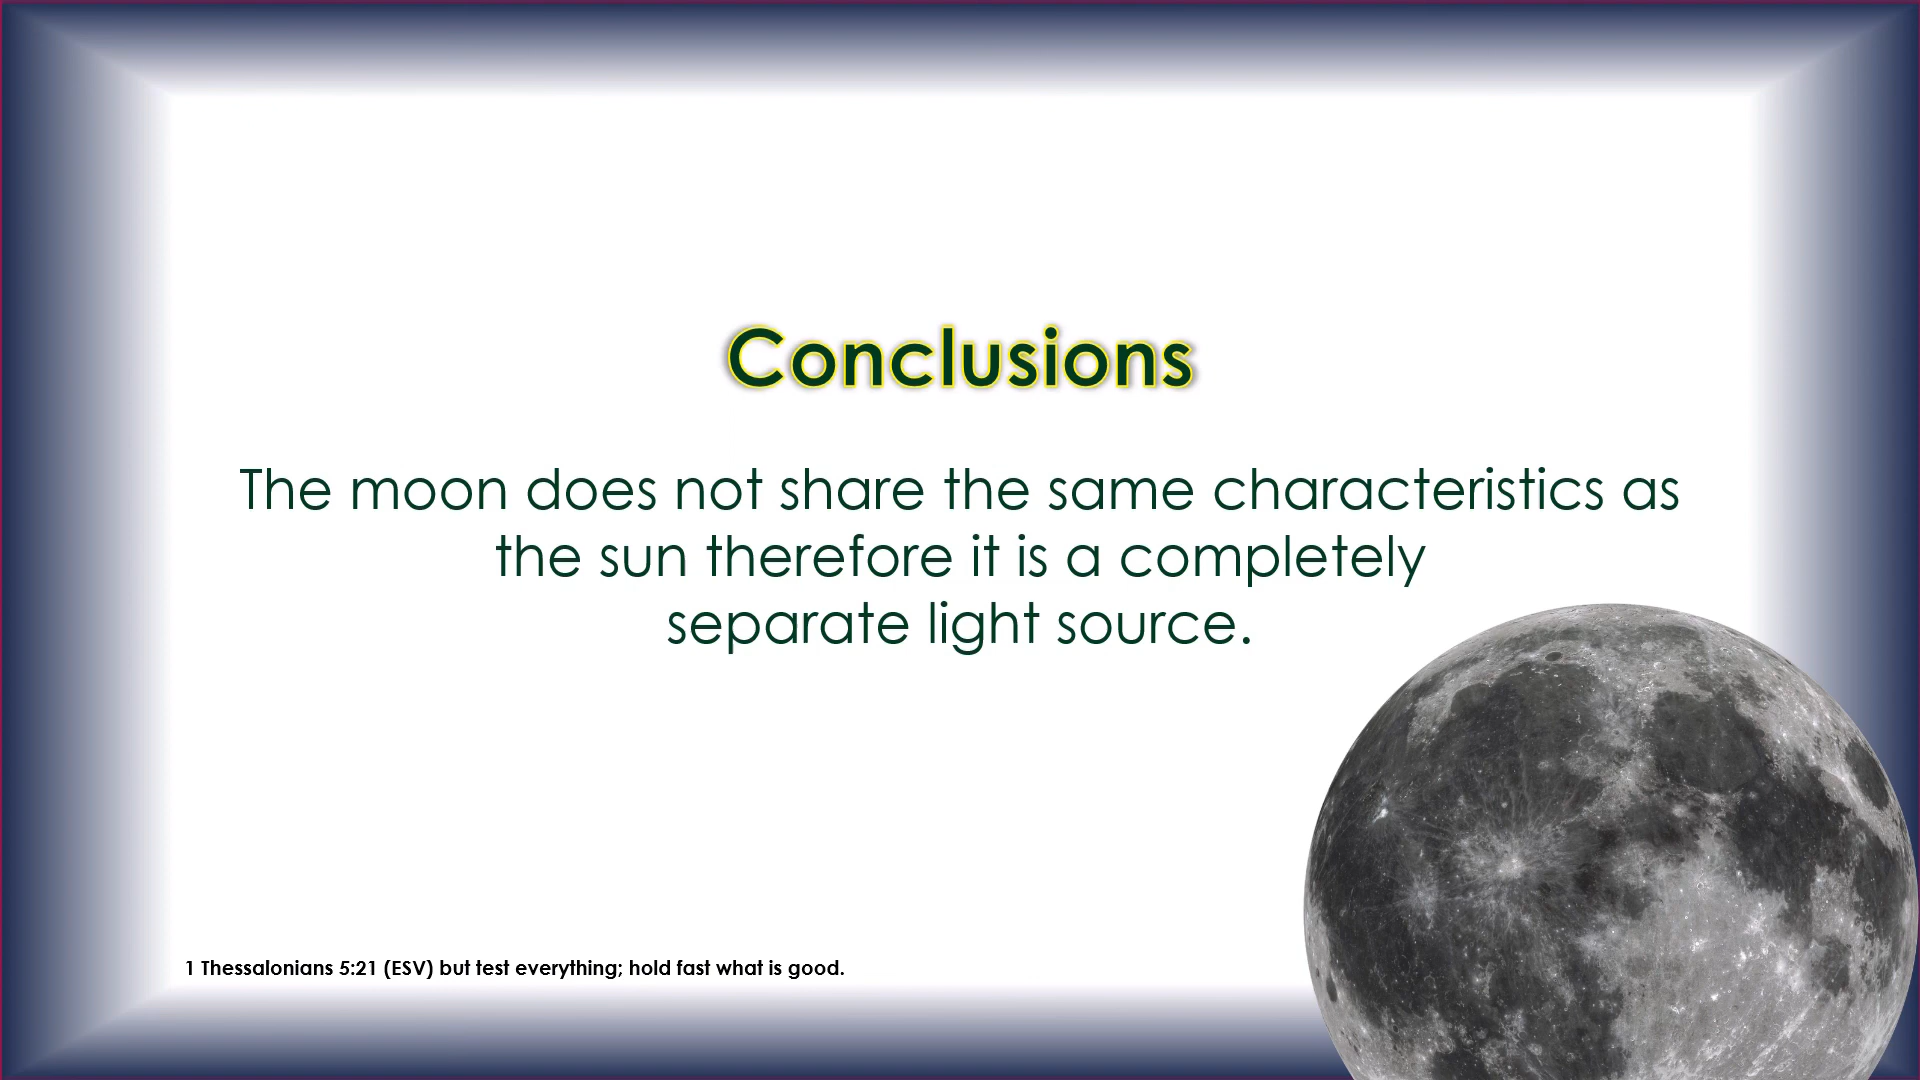 Conclusions
The moon does not share the same characteristics as
the sun therefore it is a completely
separate light source.
1 Thessalonians 5:21 (ESV) but test everything; hold fast what is good.